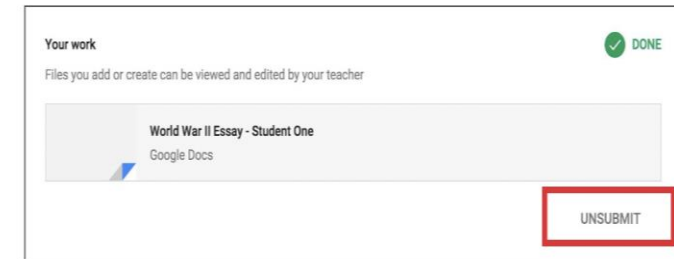 Your work
DONE
Files you add or create can be viewed and edited by your teacher
World War II Essay - Student One
Google Docs
UNSUBMIT